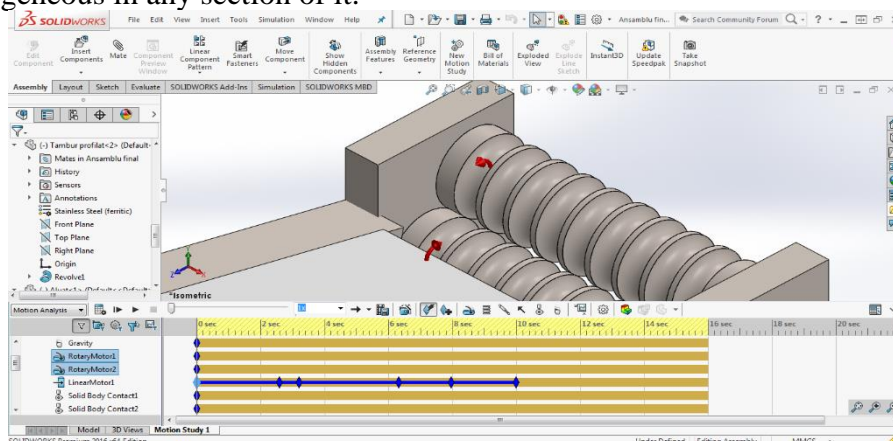 geneous in any section of it.
SOLIDWORKS File Edit View Insert Tools Simulation Window Help Ansamblu fin... Search Community Forum
Edit Component Insert Components Mate Component Preview Window Linear Component Pattern Smart Fasteners Move Component Show Hidden Components Assembly Features Reference Geometry New Motion Study Bill of Materials Exploded View Explode Line Sketch Instant3D Update Speedpak Take Snapshot
Assembly Layout Sketch Evaluate SOLIDWORKS Add-Ins Simulation SOLIDWORKS MBD
(-) Tambur profilat<2> (Default
Mates in Ansamblu final
History
Sensors
Annotations
Stainless Steel (ferritic)
Front Plane
Top Plane
Right Plane
Origin
Revolve1
*Isometric
Motion Analysis
0 sec 2 sec 4 sec 6 sec 8 sec 10 sec 12 sec 14 sec 16 sec 18 sec 20 sec
Gravity
RotaryMotor1
RotaryMotor2
LinearMotor1
Solid Body Contact1
Solid Body Contact2
Model 3D Views Motion Study 1
SOLIDWORKS Premium 2016 x64 Edition Under Defined Editing Assembly MMGS